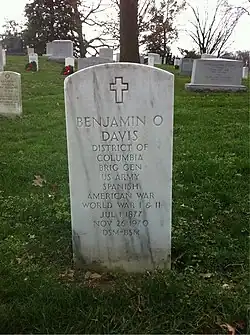 BENJAMIN O
DAVIS
DISTRICT OF
COLUMBIA
BRIG GEN
US ARMY
SPANISH
AMERICAN WAR
WORLD WAR I & II
JUL 1 1877
NOV 26 1970
DSM-BSM